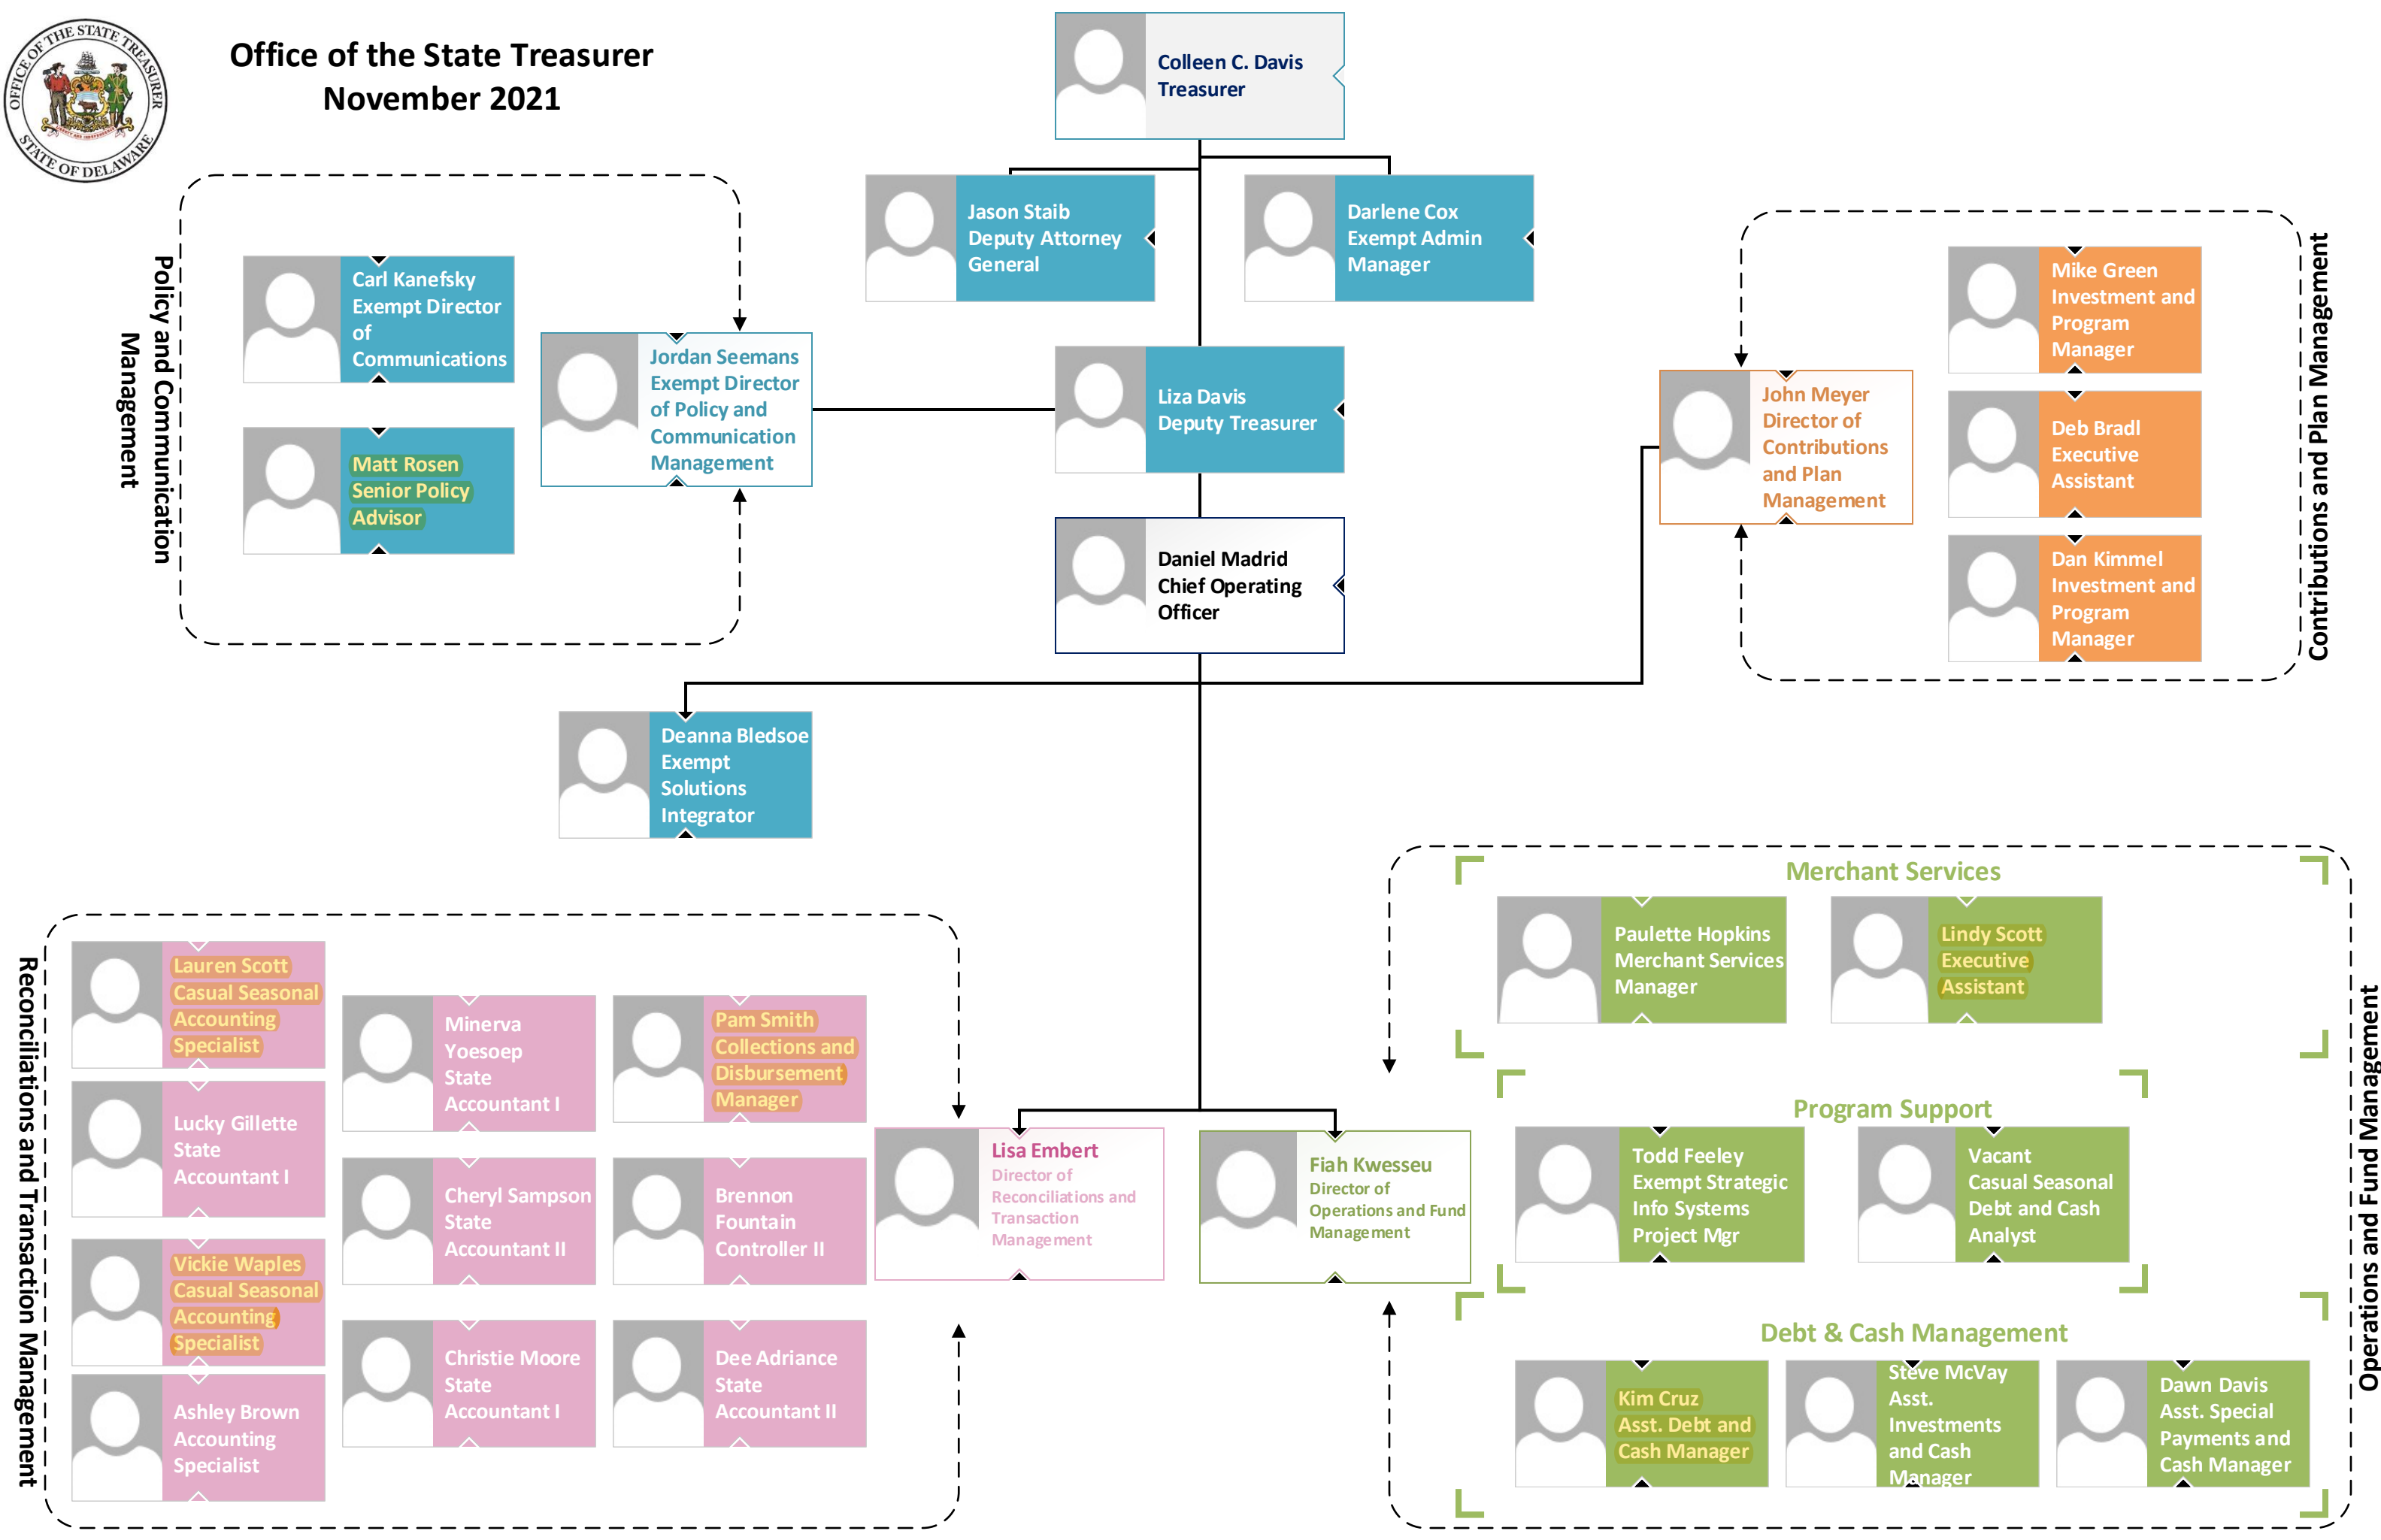 OFFICE OF THE STATE TREASURER
STATE OF DELAWARE
Office of the State Treasurer
November 2021
Colleen C. Davis
Treasurer
Jason Staib
Deputy Attorney
General
Darlene Cox
Exempt Admin
Manager
Policy and Communication
Management
Carl Kanefsky
Exempt Director
of
Communications
Matt Rosen
Senior Policy
Advisor
Jordan Seemans
Exempt Director
of Policy and
Communication
Management
Liza Davis
Deputy Treasurer
Daniel Madrid
Chief Operating
Officer
John Meyer
Director of
Contributions
and Plan
Management
Mike Green
Investment and
Program
Manager
Deb Bradl
Executive
Assistant
Dan Kimmel
Investment and
Program
Manager
Contributions and Plan Management
Deanna Bledsoe
Exempt
Solutions
Integrator
Reconciliations and Transaction Management
Lauren Scott
Casual Seasonal
Accounting
Specialist
Lucky Gillette
State
Accountant I
Vickie Waples
Casual Seasonal
Accounting
Specialist
Ashley Brown
Accounting
Specialist
Minerva
Yoesoep
State
Accountant I
Cheryl Sampson
State
Accountant II
Christie Moore
State
Accountant I
Pam Smith
Collections and
Disbursement
Manager
Brennon
Fountain
Controller II
Dee Adriance
State
Accountant II
Lisa Embert
Director of
Reconciliations and
Transaction
Management
Fiah Kwesseu
Director of
Operations and Fund
Management
Merchant Services
Paulette Hopkins
Merchant Services
Manager
Lindy Scott
Executive
Assistant
Program Support
Todd Feeley
Exempt Strategic
Info Systems
Project Mgr
Vacant
Casual Seasonal
Debt and Cash
Analyst
Debt & Cash Management
Kim Cruz
Asst. Debt and
Cash Manager
Steve McVay
Asst.
Investments
and Cash
Manager
Dawn Davis
Asst. Special
Payments and
Cash Manager
Operations and Fund Management